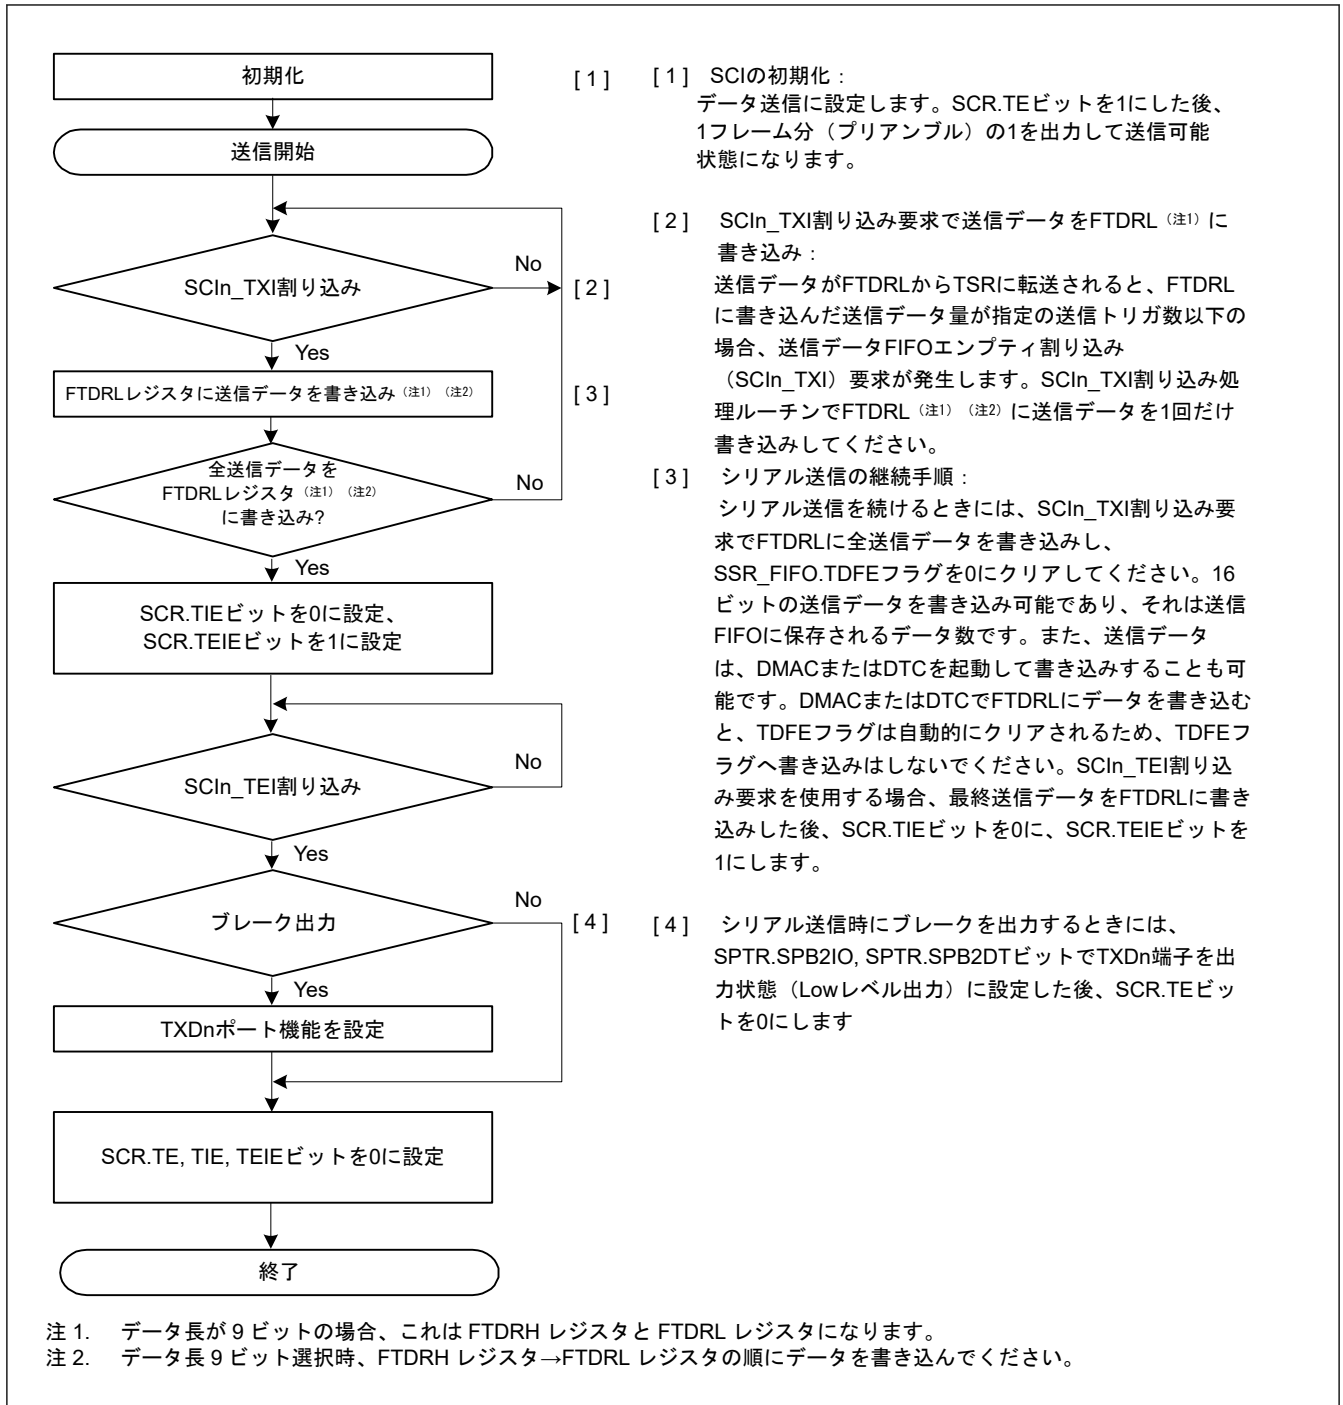 初期化
[ 1 ]
送信開始
SCIn_TXI割り込み
No
[ 2 ]
Yes
FTDRLレジスタに送信データを書き込み（注1）（注2）
[ 3 ]
全送信データを
FTDRLレジスタ（注1）（注2）
に書き込み?
No
Yes
SCR.TIEビットを0に設定、
SCR.TEIEビットを1に設定
SCIn_TEI割り込み
No
Yes
ブレーク出力
No
[ 4 ]
Yes
TXDnポート機能を設定
SCR.TE, TIE, TEIEビットを0に設定
終了
[ 1 ] SCIの初期化：
データ送信に設定します。SCR.TEビットを1にした後、
1フレーム分（プリアンブル）の1を出力して送信可能
状態になります。
[ 2 ] SCIn_TXI割り込み要求で送信データをFTDRL（注1）に
書き込み：
送信データがFTDRLからTSRに転送されると、FTDRL
に書き込んだ送信データ量が指定の送信トリガ数以下の
場合、送信データFIFOエンプティ割り込み
（SCIn_TXI）要求が発生します。SCIn_TXI割り込み処
理ルーチンでFTDRL（注1）（注2）に送信データを1回だけ
書き込みしてください。
[ 3 ] シリアル送信の継続手順：
シリアル送信を続けるときには、SCIn_TXI割り込み要
求でFTDRLに全送信データを書き込みし、
SSR_FIFO.TDFEフラグを0にクリアしてください。16
ビットの送信データを書き込み可能であり、それは送信
FIFOに保存されるデータ数です。また、送信データ
は、DMACまたはDTCを起動して書き込みすることも可
能です。DMACまたはDTCでFTDRLにデータを書き込む
と、TDFEフラグは自動的にクリアされるため、TDFEフ
ラグへ書き込みはしないでください。SCIn_TEI割り込
み要求を使用する場合、最終送信データをFTDRLに書き
込みした後、SCR.TIEビットを0に、SCR.TEIEビットを
1にします。
[ 4 ] シリアル送信時にブレークを出力するときには、
SPTR.SPB2IO, SPTR.SPB2DTビットでTXDn端子を出
力状態（Lowレベル出力）に設定した後、SCR.TEビッ
トを0にします
注 1. データ長が 9 ビットの場合、これは FTDRH レジスタと FTDRL レジスタになります。
注 2. データ長 9 ビット選択時、FTDRH レジスタ→FTDRL レジスタの順にデータを書き込んでください。